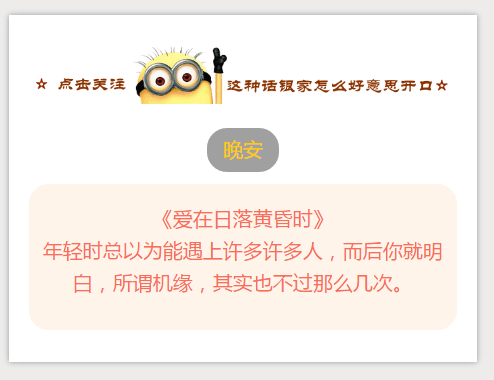 ☆ 点击关注 这种话银家怎么好意思开口☆
晚安
《爱在日落黄昏时》
年轻时总以为能遇上许多许多人，而后你就明
白，所谓机缘，其实也不过那么几次。